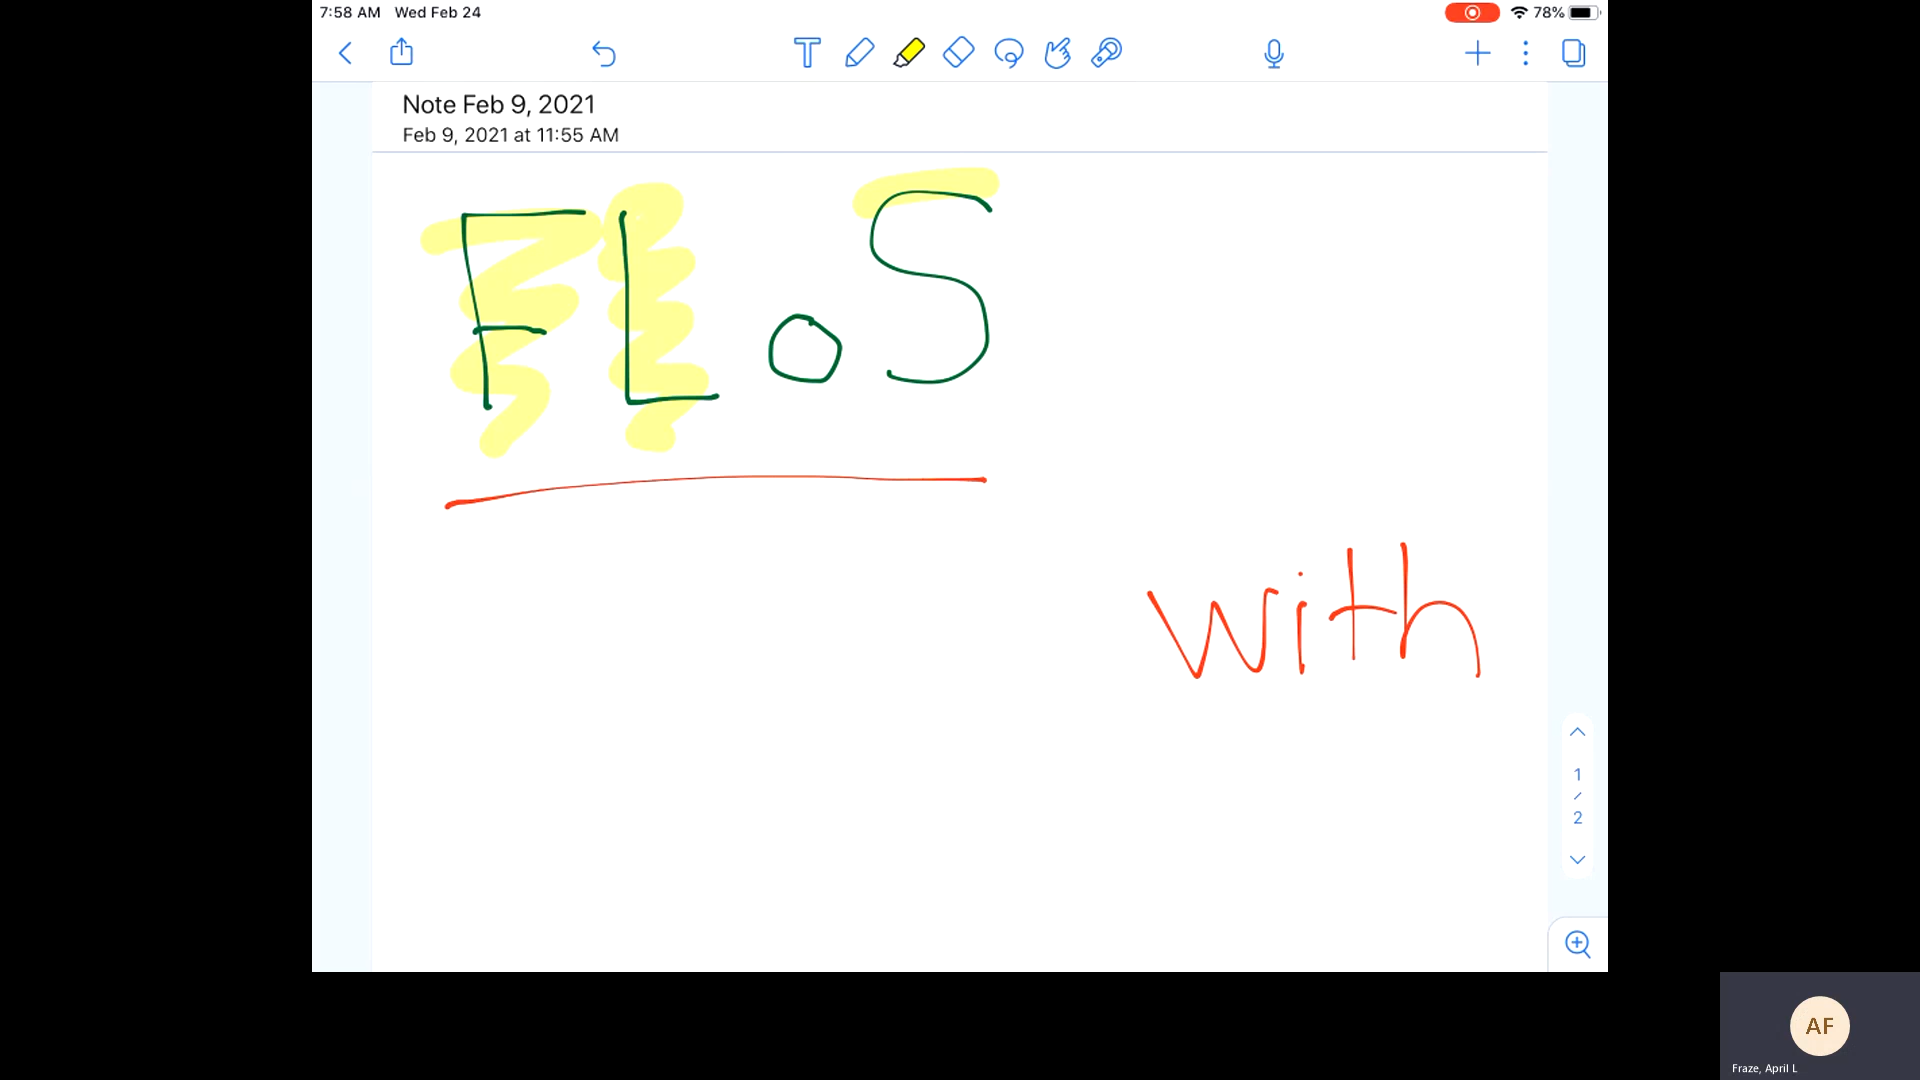 7:58 AM Wed Feb 24
78%
T
Note Feb 9, 2021
Feb 9, 2021 at 11:55 AM
FLoS
with
1
/
2
AF
Fraze, April L